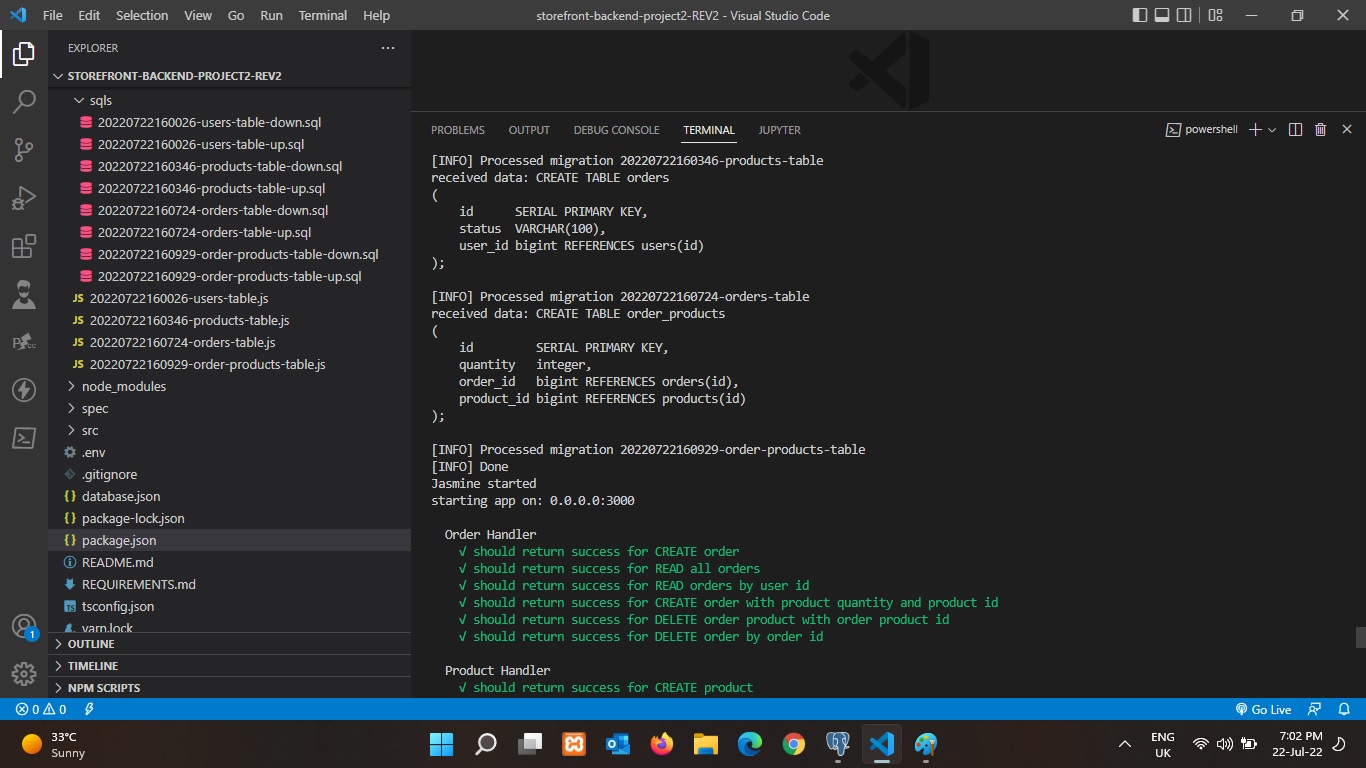 File Edit Selection View Go Run Terminal Help
storefront-backend-project2-REV2 - Visual Studio Code
EXPLORER
STOREFRONT-BACKEND-PROJECT2-REV2
sqls
20220722160026-users-table-down.sql
20220722160026-users-table-up.sql
20220722160346-products-table-down.sql
20220722160346-products-table-up.sql
20220722160724-orders-table-down.sql
20220722160724-orders-table-up.sql
20220722160929-order-products-table-down.sql
20220722160929-order-products-table-up.sql
JS 20220722160026-users-table.js
JS 20220722160346-products-table.js
JS 20220722160724-orders-table.js
JS 20220722160929-order-products-table.js
node_modules
spec
src
.env
.gitignore
{} database.json
{} package-lock.json
{} package.json
README.md
REQUIREMENTS.md
TS tsconfig.json
yarn.lock
OUTLINE
TIMELINE
NPM SCRIPTS
1
PROBLEMS OUTPUT DEBUG CONSOLE TERMINAL JUPYTER
powershell
[INFO] Processed migration 20220722160346-products-table
received data: CREATE TABLE orders
(
id SERIAL PRIMARY KEY,
status VARCHAR(100),
user_id bigint REFERENCES users(id)
);
[INFO] Processed migration 20220722160724-orders-table
received data: CREATE TABLE order_products
(
id SERIAL PRIMARY KEY,
quantity integer,
order_id bigint REFERENCES orders(id),
product_id bigint REFERENCES products(id)
);
[INFO] Processed migration 20220722160929-order-products-table
[INFO] Done
Jasmine started
starting app on: 0.0.0.0:3000
Order Handler
√ should return success for CREATE order
√ should return success for READ all orders
√ should return success for READ orders by user id
√ should return success for CREATE order with product quantity and product id
√ should return success for DELETE order product with order product id
√ should return success for DELETE order by order id
Product Handler
√ should return success for CREATE product
0 0
Go Live
33°C
Sunny
ENG
UK
7:02 PM
22-Jul-22